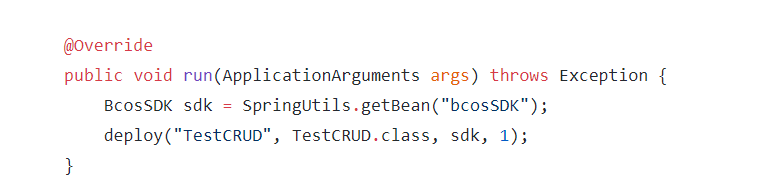 @Override
public void run(ApplicationArguments args) throws Exception {
    BcosSDK sdk = SpringUtils.getBean("bcosSDK");
    deploy("TestCRUD", TestCRUD.class, sdk, 1);
}